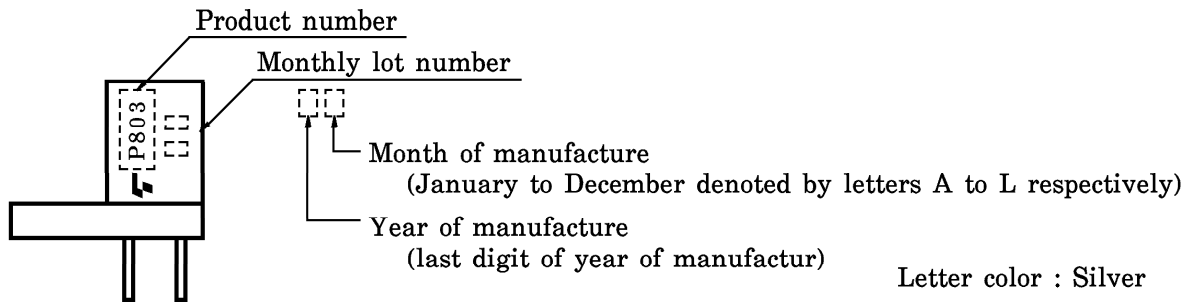 Product number
Monthly lot number
P803
Month of manufacture
(January to December denoted by letters A to L respectively)
Year of manufacture
(last digit of year of manufactur)
Letter color : Silver